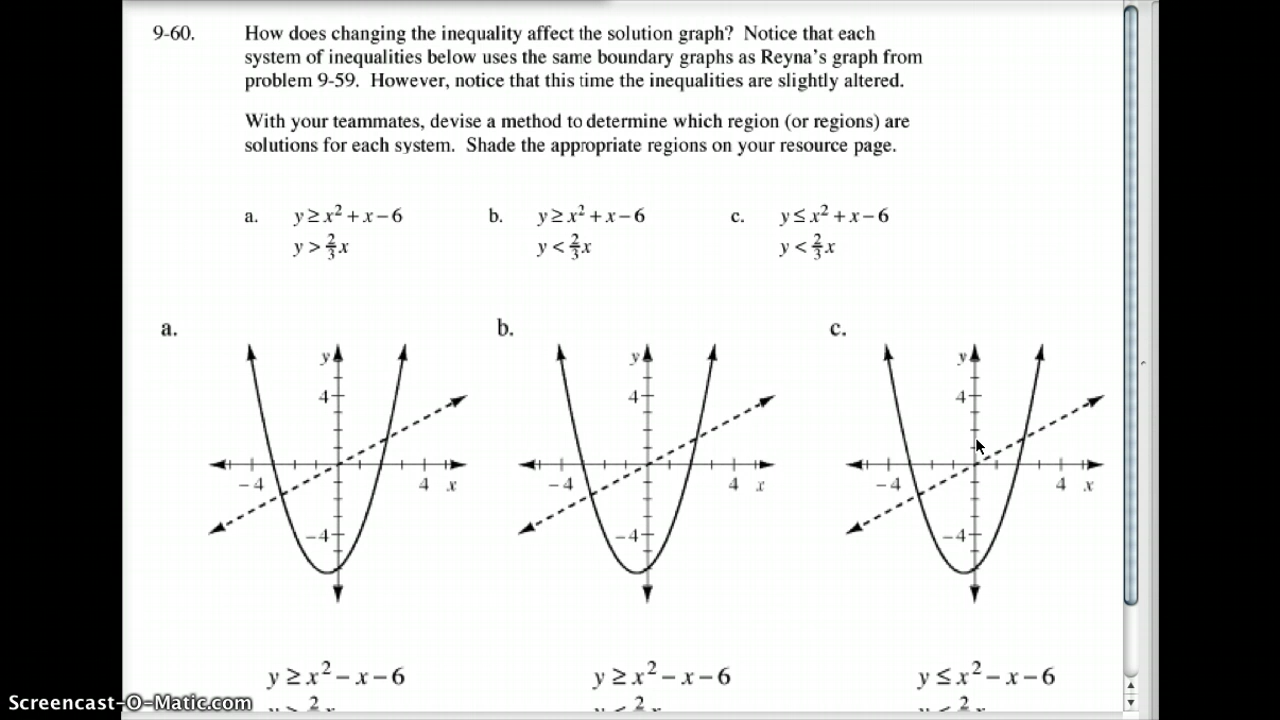 9-60. How does changing the inequality affect the solution graph? Notice that each
system of inequalities below uses the same boundary graphs as Reyna's graph from
problem 9-59. However, notice that this time the inequalities are slightly altered.
With your teammates, devise a method to determine which region (or regions) are
solutions for each system. Shade the appropriate regions on your resource page.
a. y ≥ x² + x − 6 b. y ≥ x² + x − 6 c. y ≤ x² + x − 6
y > 2/3 x y < 2/3 x y < 2/3 x
a. b. c.
y y y
4 4 4
−4 4 x −4 4 x −4 4 x
−4 −4 −4
y ≥ x² − x − 6 y ≥ x² − x − 6 y ≤ x² − x − 6
Screencast-O-Matic.com